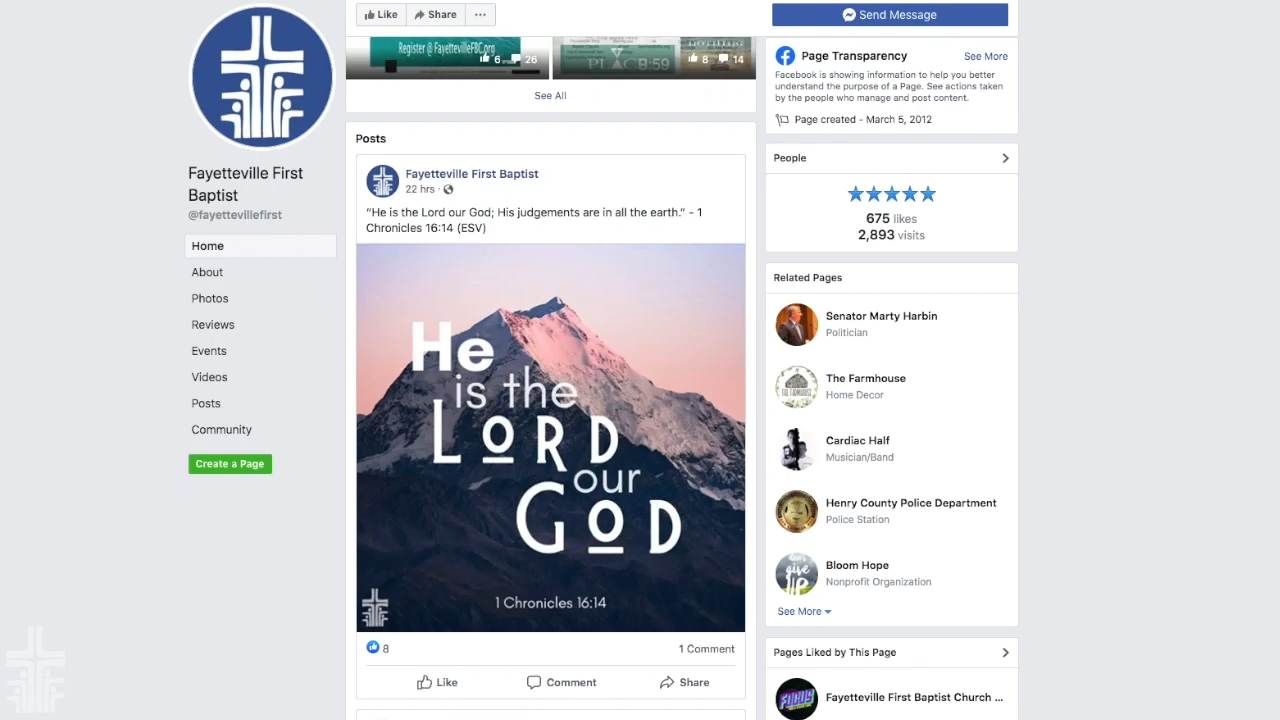 Like
Share
Send Message
Register @ FayettevilleFBC.org
6
26
8
14
See All
Fayetteville First
Baptist
@fayettevillefirst
Home
About
Photos
Reviews
Events
Videos
Posts
Community
Create a Page
Posts
Fayetteville First Baptist
22 hrs ·
“He is the Lord our God; His judgements are in all the earth.” - 1
Chronicles 16:14 (ESV)
He
is the
LORD
our
GOD
1 Chronicles 16:14
8
1 Comment
Like
Comment
Share
Page Transparency
See More
Facebook is showing information to help you better
understand the purpose of a Page. See actions taken
by the people who manage and post content.
Page created - March 5, 2012
People
675 likes
2,893 visits
Related Pages
Senator Marty Harbin
Politician
The Farmhouse
Home Decor
Cardiac Half
Musician/Band
Henry County Police Department
Police Station
give
UP
Bloom Hope
Nonprofit Organization
See More
Pages Liked by This Page
FOCUS
Fayetteville First Baptist Church ...